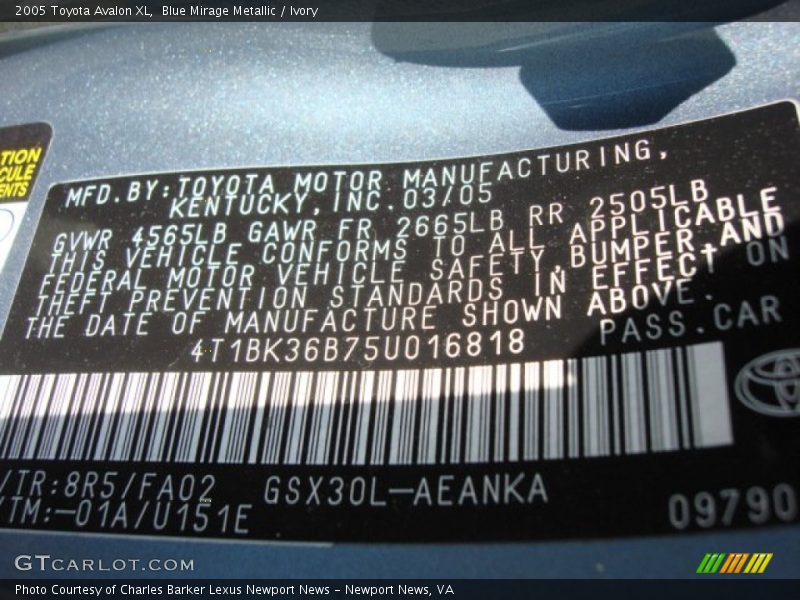 2005 Toyota Avalon XL,  Blue Mirage Metallic / Ivory
TION
CULE
ENTS
MFD.BY:TOYOTA MOTOR MANUFACTURING,
KENTUCKY,INC.03/05
GVWR 4565LB GAWR FR 2665LB RR 2505LB
THIS VEHICLE CONFORMS TO ALL APPLICABLE
FEDERAL MOTOR VEHICLE SAFETY,BUMPER,AND
THEFT PREVENTION STANDARDS IN EFFECT ON
THE DATE OF MANUFACTURE SHOWN ABOVE.
4T1BK36B75U016818 PASS.CAR
/TR:8R5/FA02 GSX30L-AEANKA
/TM:-01A/U151E 09790
GTCARLOT.COM
Photo Courtesy of Charles Barker Lexus Newport News - Newport News, VA